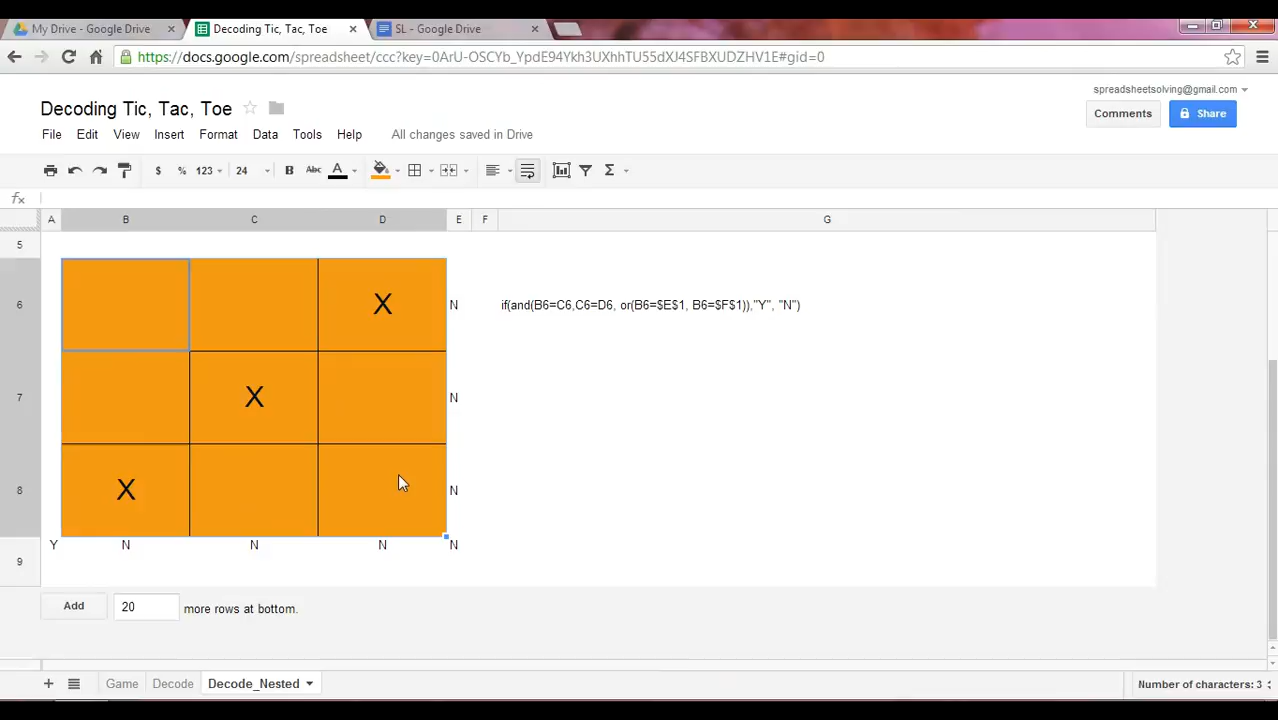 My Drive - Google Drive
Decoding Tic, Tac, Toe
SL - Google Drive
https://docs.google.com/spreadsheet/ccc?key=0ArU-OSCYb_YpdE94Ykh3UXhhTU55dXJ4SFBXUDZHV1E#gid=0
spreadsheetsolving@gmail.com
Decoding Tic, Tac, Toe
Comments
Share
File Edit View Insert Format Data Tools Help All changes saved in Drive
$ % 123 24 B Abc A Σ
fx
A B C D E F G
5
X
6 N if(and(B6=C6,C6=D6, or(B6=$E$1, B6=$F$1)),"Y", "N")
7 X N
8 X N
Y N N N N
9
Add 20 more rows at bottom.
+ Game Decode Decode_Nested Number of characters: 3